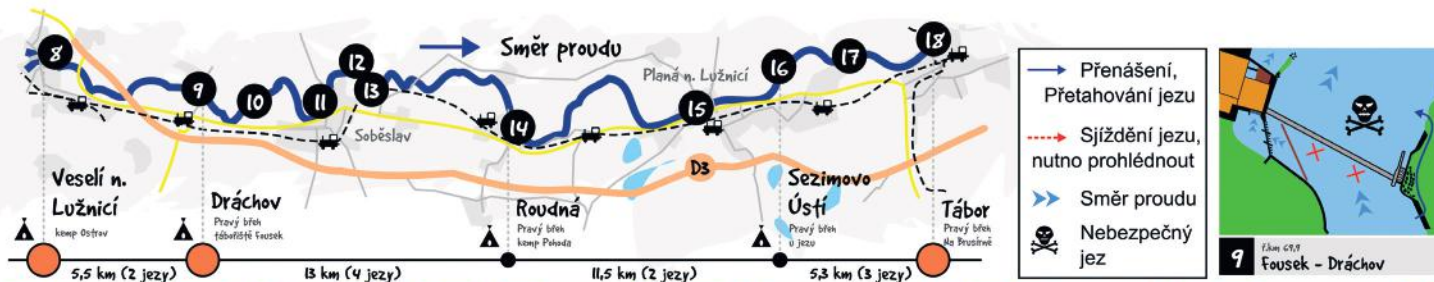 8
9
10
11
12
13
14
15
16
17
18
Směr proudu
Planá n. Lužnicí
Soběslav
D3
Veselí n.
Lužnicí
kemp Ostrov
Dráchov
Pravý břeh
tábořiště Fousek
Roudná
Pravý břeh
kemp Pohoda
Sezimovo
Ústí
Pravý břeh
u jezu
Tábor
Pravý břeh
Na Brusírně
5,5 km (2 jezy)
13 km (4 jezy)
11,5 km (2 jezy)
5,3 km (3 jezy)
Přenášení,
Přetahování jezu
Sjíždění jezu,
nutno prohlédnout
Směr proudu
Nebezpečný
jez
9
ř.km 69,9
Fousek - Dráchov